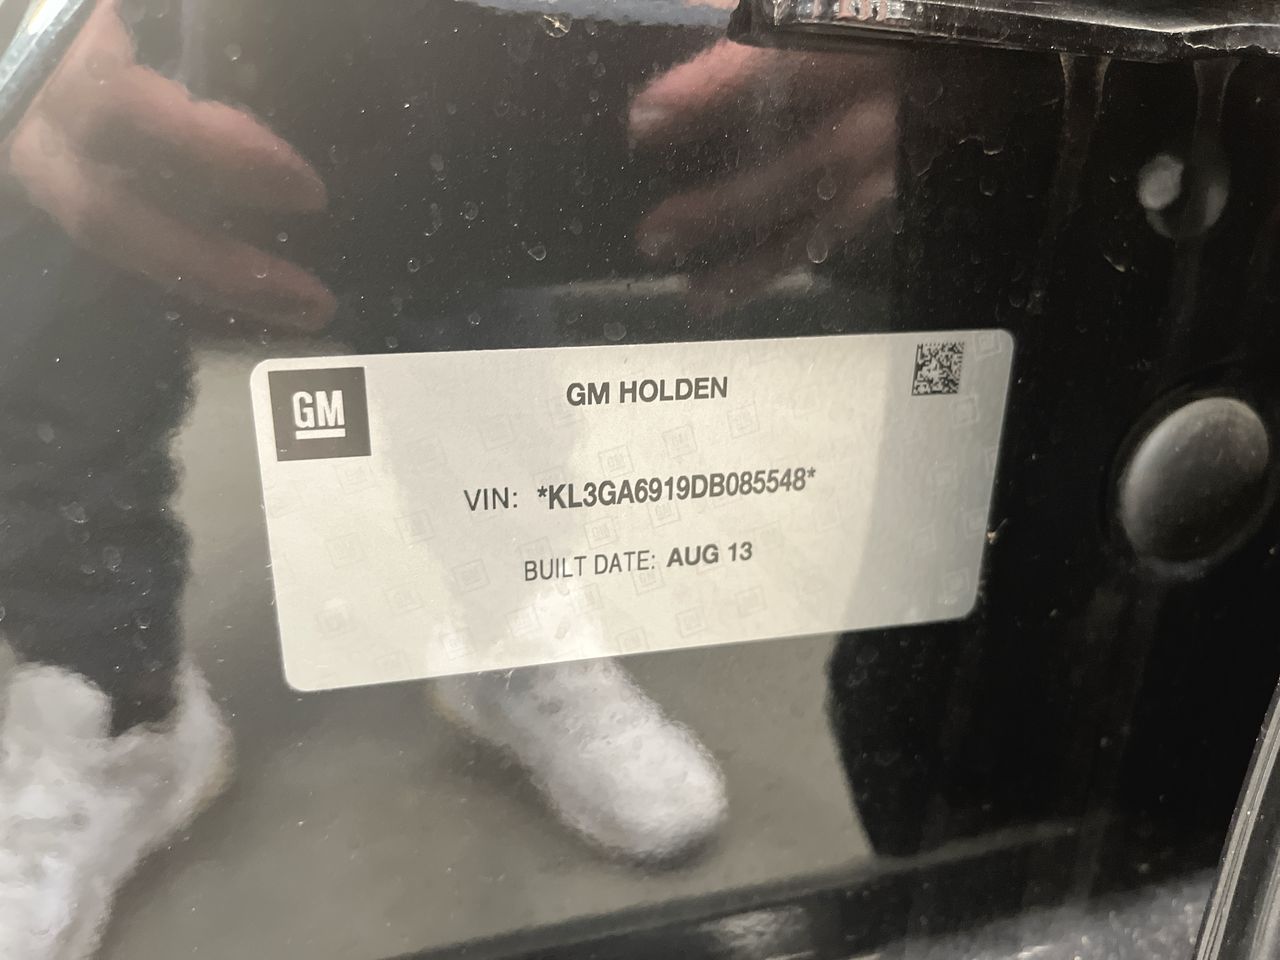 GM
GM HOLDEN
VIN: *KL3GA6919DB085548*
BUILT DATE: AUG 13